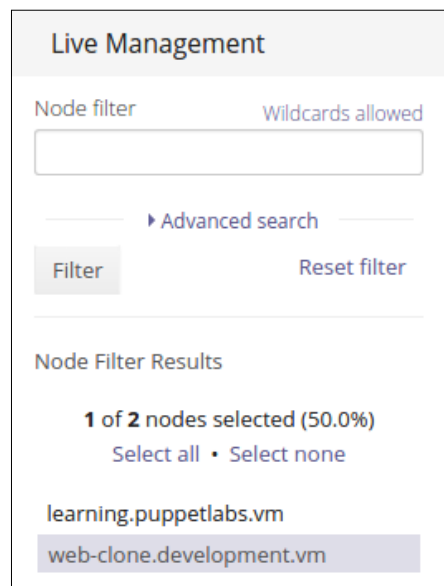 Live Management
Node filter Wildcards allowed
Advanced search
Filter Reset filter
Node Filter Results
1 of 2 nodes selected (50.0%)
Select all • Select none
learning.puppetlabs.vm
web-clone.development.vm